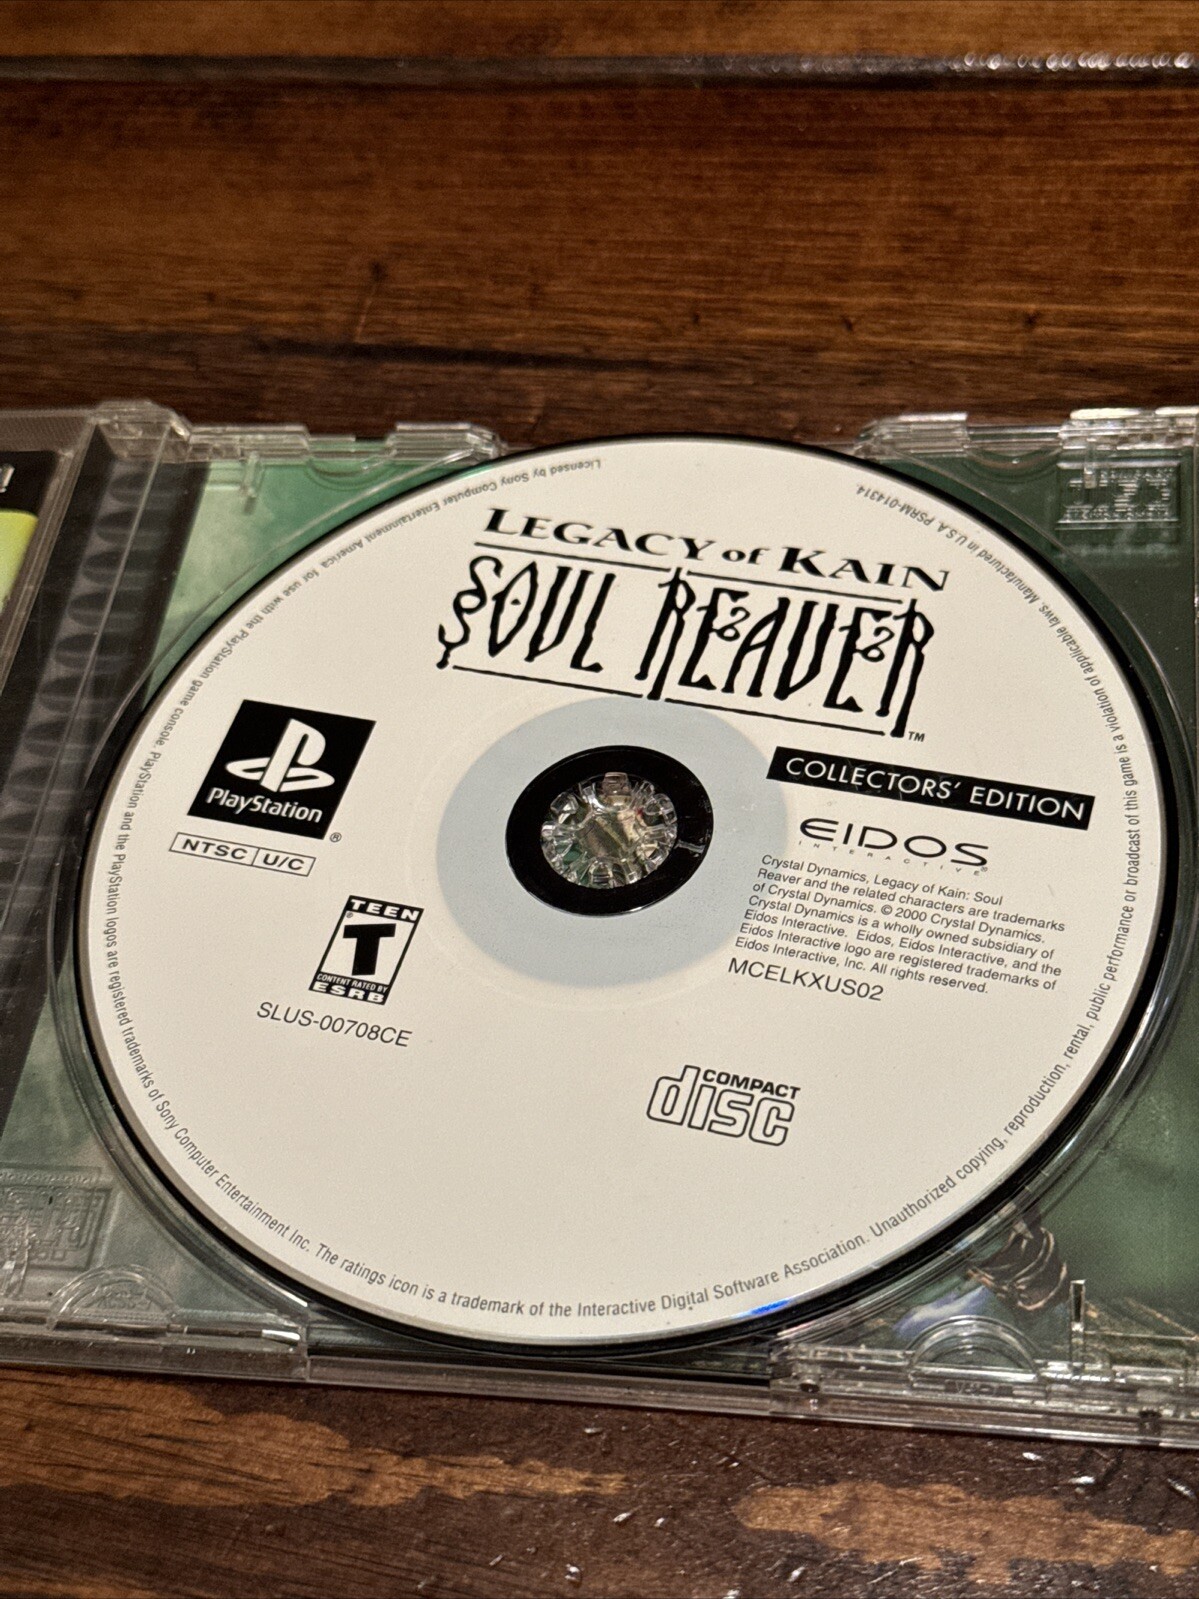 LEGACY of KAIN
SOUL REAVER™
COLLECTORS' EDITION
EIDOS
INTERACTIVE®
Crystal Dynamics, Legacy of Kain: Soul
Reaver and the related characters are trademarks
of Crystal Dynamics. © 2000 Crystal Dynamics.
Crystal Dynamics is a wholly owned subsidiary of
Eidos Interactive. Eidos, Eidos Interactive, and the
Eidos Interactive logo are registered trademarks of
Eidos Interactive, Inc. All rights reserved.
MCELKXUS02
PlayStation®
NTSC U/C
TEEN
T
®
CONTENT RATED BY
ESRB
SLUS-00708CE
COMPACT
disc
Licensed by Sony Computer Entertainment America for use with the PlayStation game console. PlayStation and the PlayStation logos are registered trademarks of Sony Computer Entertainment Inc. The ratings icon is a trademark of the Interactive Digital Software Association. Unauthorized copying, reproduction, rental, public performance or broadcast of this game is a violation of applicable laws. Manufactured in U.S.A. PSRM-014314.